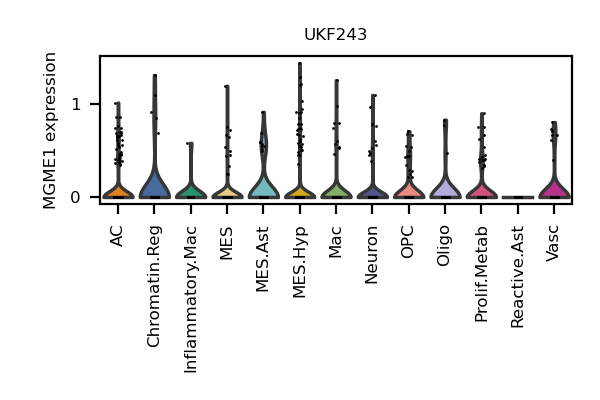 UKF243
MGME1 expression
1
0
AC
Chromatin.Reg
Inflammatory.Mac
MES
MES.Ast
MES.Hyp
Mac
Neuron
OPC
Oligo
Prolif.Metab
Reactive.Ast
Vasc